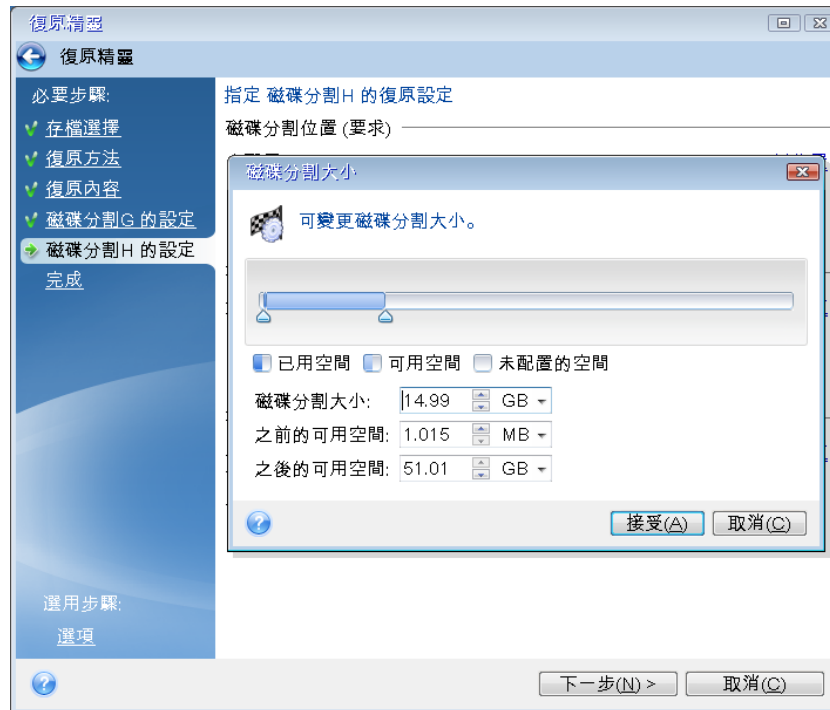 復原精靈
復原精靈
必要步驟:
存檔選擇
復原方法
復原內容
磁碟分割G 的設定
磁碟分割H 的設定
完成
選用步驟:
選項
指定 磁碟分割H 的復原設定
磁碟分割位置 (要求)
磁碟分割大小
可變更磁碟分割大小。
已用空間 可用空間 未配置的空間
磁碟分割大小: 14.99 GB
之前的可用空間: 1.015 MB
之後的可用空間: 51.01 GB
接受(A) 取消(C)
下一步(N) > 取消(C)